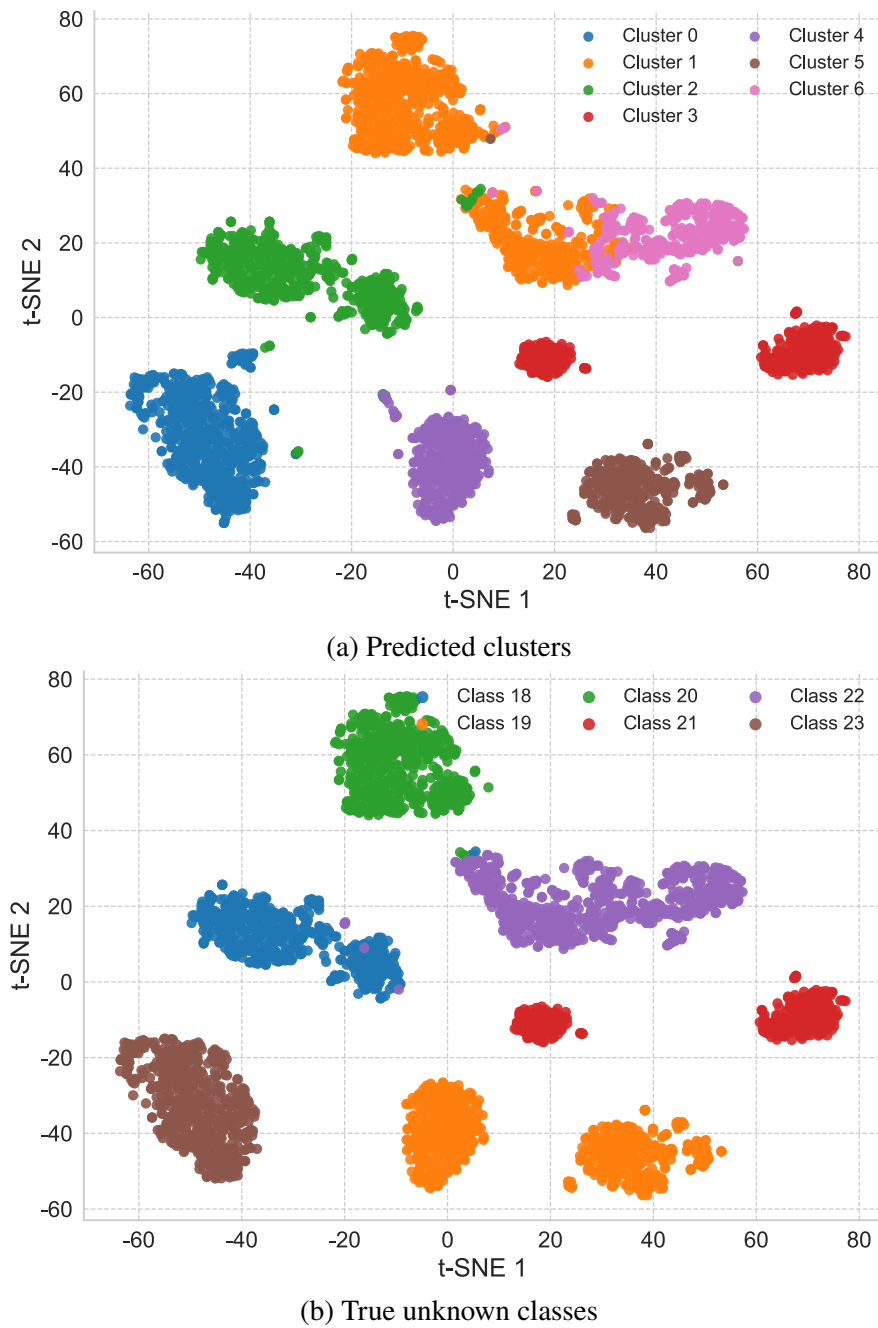 80
60
40
20
0
-20
-40
-60
t-SNE 2
Cluster 0
Cluster 1
Cluster 2
Cluster 3
Cluster 4
Cluster 5
Cluster 6
-60 -40 -20 0 20 40 60 80
t-SNE 1
(a) Predicted clusters
80
60
40
20
0
-20
-40
-60
t-SNE 2
Class 18
Class 19
Class 20
Class 21
Class 22
Class 23
-60 -40 -20 0 20 40 60 80
t-SNE 1
(b) True unknown classes